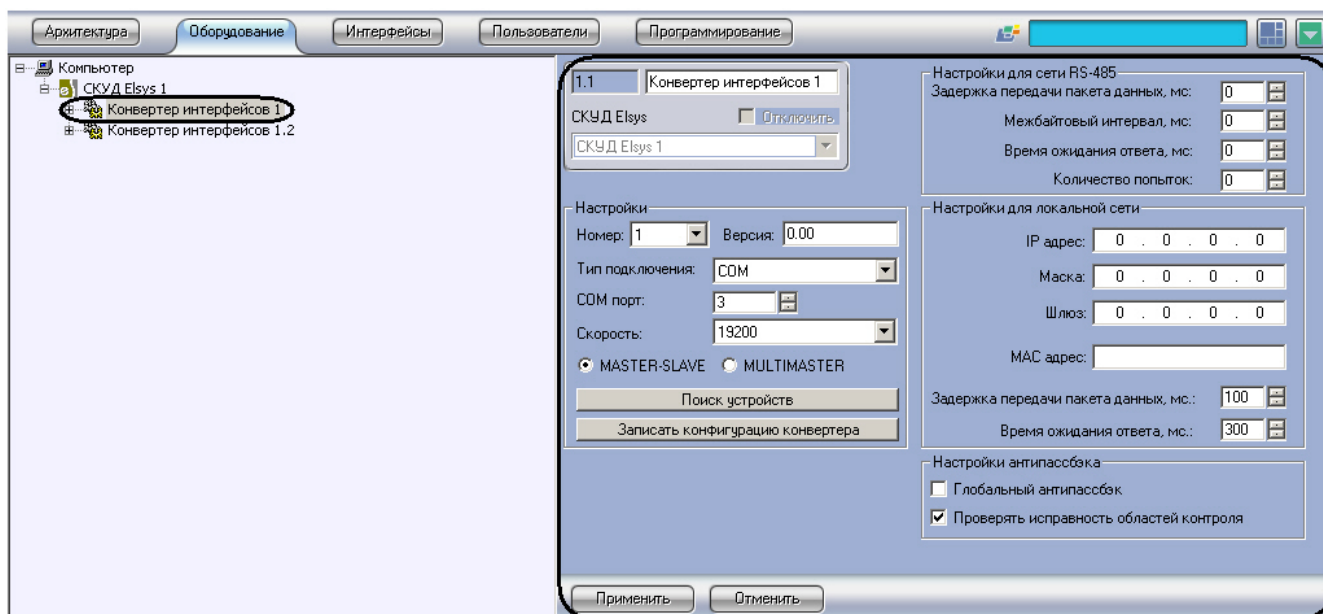 Архитектура Оборудование Интерфейсы Пользователи Программирование
Компьютер
СКУД Elsys 1
Конвертер интерфейсов 1
Конвертер интерфейсов 1.2
1.1 Конвертер интерфейсов 1
СКУД Elsys Отключить
СКУД Elsys 1
Настройки
Номер: 1 Версия: 0.00
Тип подключения: COM
COM порт: 3
Скорость: 19200
MASTER-SLAVE MULTIMASTER
Поиск устройств
Записать конфигурацию конвертера
Настройки для сети RS-485
Задержка передачи пакета данных, мс: 0
Межбайтовый интервал, мс: 0
Время ожидания ответа, мс: 0
Количество попыток: 0
Настройки для локальной сети
IP адрес: 0 . 0 . 0 . 0
Маска: 0 . 0 . 0 . 0
Шлюз: 0 . 0 . 0 . 0
MAC адрес:
Задержка передачи пакета данных, мс.: 100
Время ожидания ответа, мс.: 300
Настройки антипассбэка
Глобальный антипассбэк
Проверять исправность областей контроля
Применить Отменить